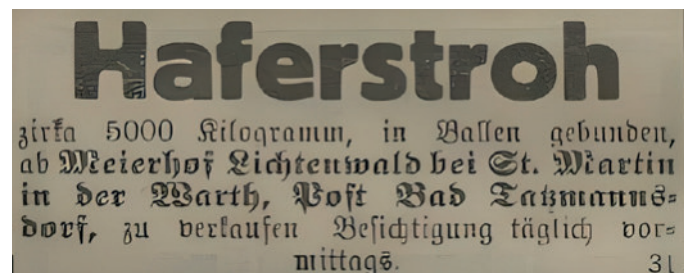 Haferstroh
zirka 5000 Kilogramm, in Ballen gebunden,
ab Meierhof Lichtenwald bei St. Martin
in der Warth, Post Bad Tatzmanns-
dorf, zu verkaufen Besichtigung täglich vor-
mittags. 31